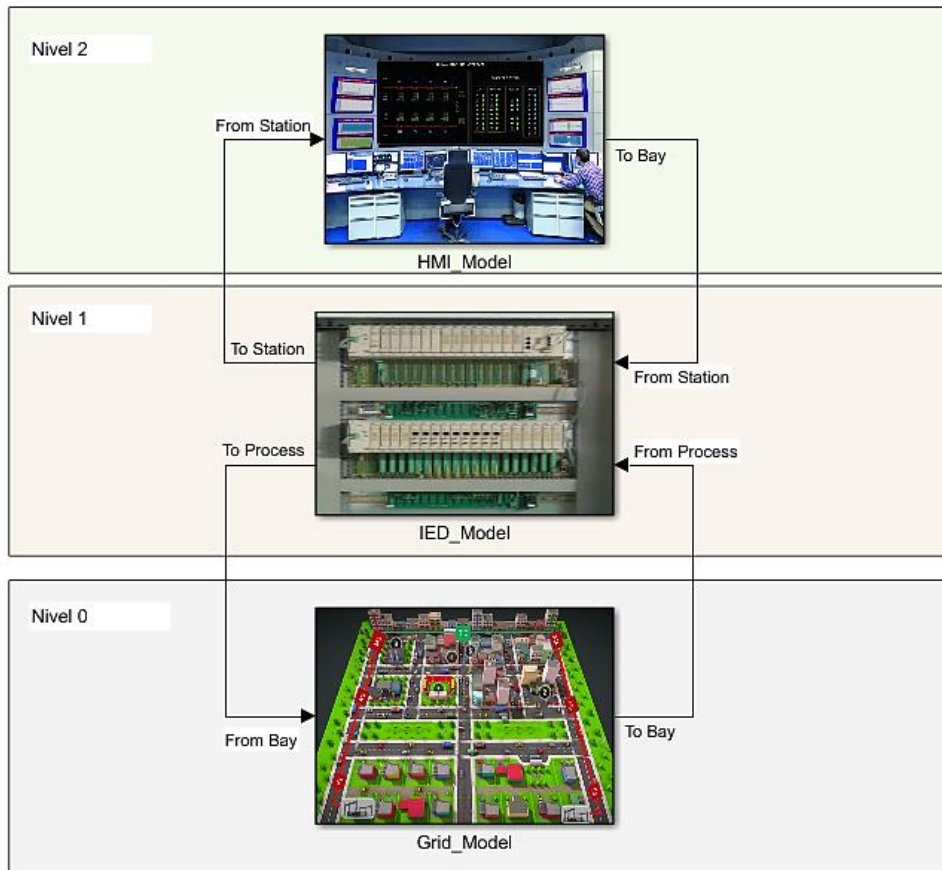 Nivel 2
From Station
To Bay
HMI_Model
Nivel 1
To Station
From Station
To Process
From Process
IED_Model
Nivel 0
From Bay
To Bay
Grid_Model